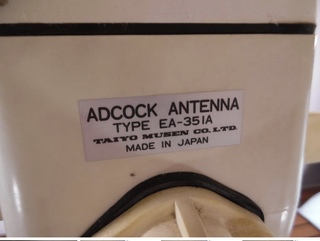 ADCOCK ANTENNA
TYPE EA-351A
TAIYO MUSEN CO. LTD.
MADE IN JAPAN